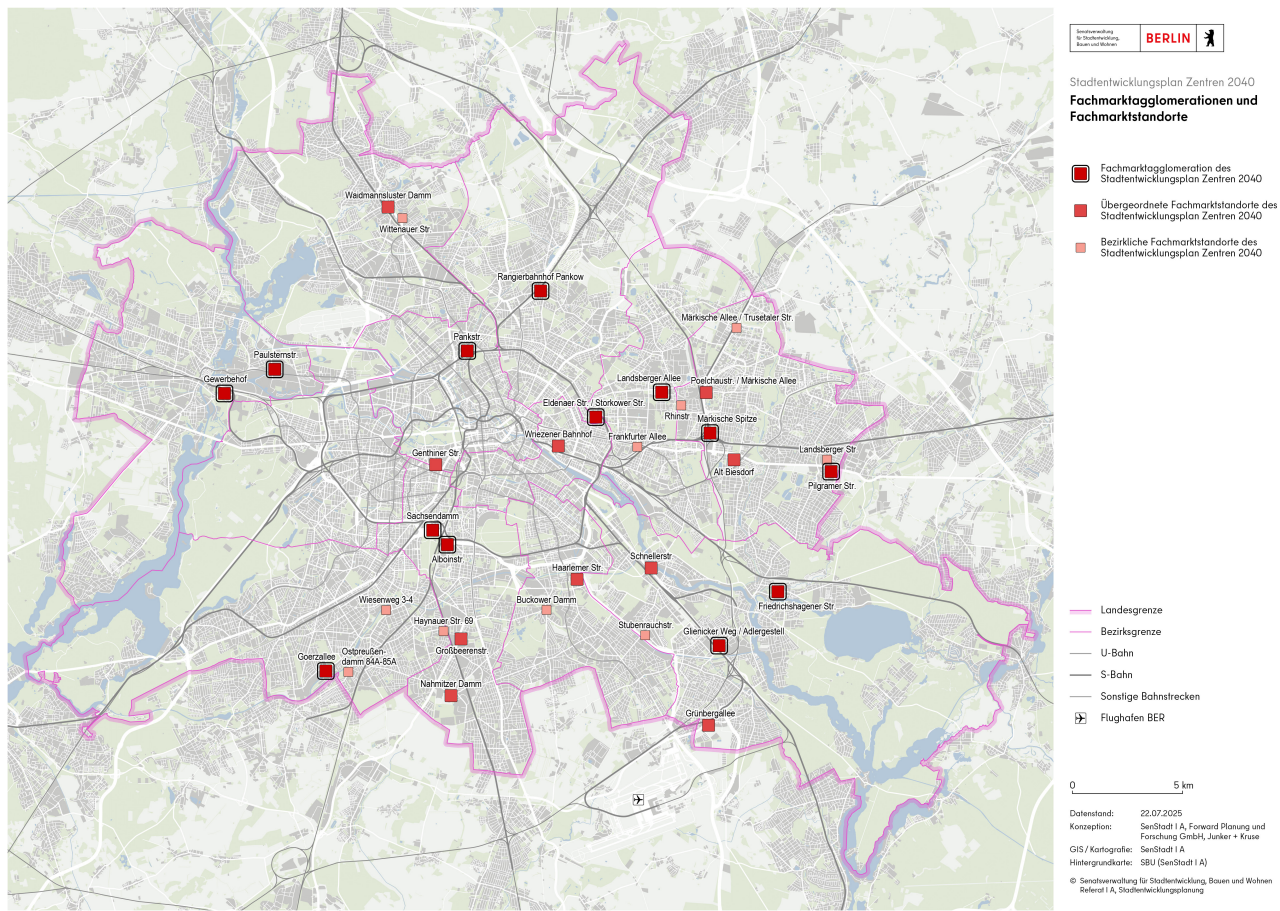 Senatsverwaltung
für Stadtentwicklung,
Bauen und Wohnen
BERLIN
Stadtentwicklungsplan Zentren 2040
Fachmarktagglomerationen und
Fachmarktstandorte
Fachmarktagglomeration des
Stadtentwicklungsplan Zentren 2040
Übergeordnete Fachmarktstandorte des
Stadtentwicklungsplan Zentren 2040
Bezirkliche Fachmarktstandorte des
Stadtentwicklungsplan Zentren 2040
Waidmannsluster Damm
Wittenauer Str
Rangierbahnhof Pankow
Märkische Allee / Trusetaler Str.
Pankstr.
Paulsternstr.
Gewerbehof
Landsberger Allee
Poelchaustr. / Märkische Allee
Eldenaer Str. / Storkower Str
Rhinstr.
Märkische Spitze
Wriezener Bahnhof
Frankfurter Allee
Genthiner Str.
Landsberger Str
Alt Biesdorf
Pilgramer Str.
Sachsendamm
Alboinstr.
Haarlemer Str.
Schnellerstr
Wiesenweg 3-4
Buckower Damm
Friedrichshagener Str
Haynauer Str. 69
Stubenrauchstr.
Glienicker Weg / Adlergestell
Großbeerenstr.
Goerzallee
Ostpreußen-
damm 84A-85A
Nahmitzer Damm
Grünbergallee
Landesgrenze
Bezirksgrenze
U-Bahn
S-Bahn
Sonstige Bahnstrecken
Flughafen BER
0 5 km
Datenstand: 22.07.2025
Konzeption: SenStadt I A, Forward Planung und
Forschung GmbH, Junker + Kruse
GIS / Kartografie: SenStadt I A
Hintergrundkarte: SBU (SenStadt I A)
© Senatsverwaltung für Stadtentwicklung, Bauen und Wohnen
Referat I A, Stadtentwicklungsplanung